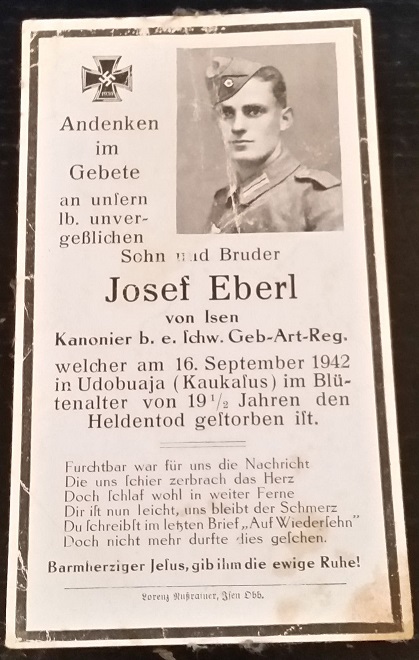 Andenken
im
Gebete
an unſern
lb. unver-
geßlichen
Sohn und Bruder
Josef Eberl
von Isen
Kanonier b. e. ſchw. Geb-Art-Reg.
welcher am 16. September 1942
in Udobuaja (Kaukaſus) im Blü-
tenalter von 19 1/2 Jahren den
Heldentod geſtorben iſt.
Furchtbar war für uns die Nachricht
Die uns ſchier zerbrach das Herz
Doch ſchlaf wohl in weiter Ferne
Dir iſt nun leicht, uns bleibt der Schmerz
Du ſchreibſt im letzten Brief „Auf Wiederſehn"
Doch nicht mehr durfte dies geſchen.
Barmherziger Jeſus, gib ihm die ewige Ruhe!
Lorenz Nußrainer, Iſen Obb.